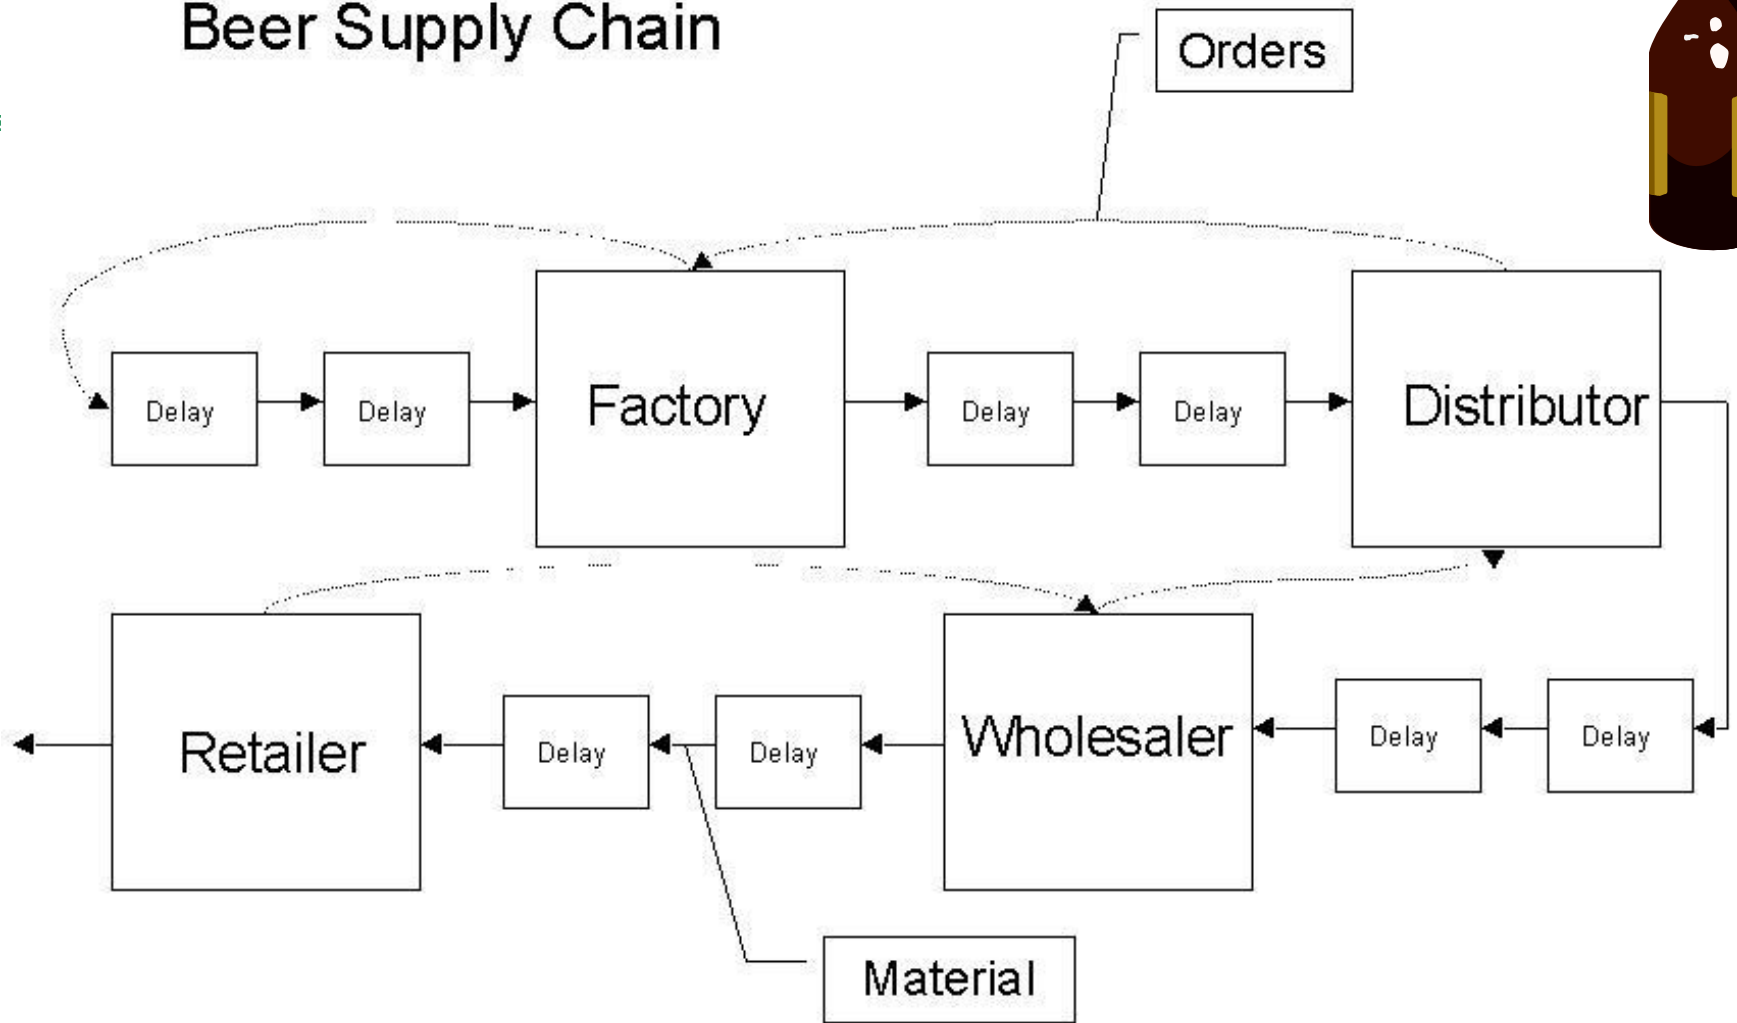 Beer Supply Chain
Orders
Delay
Delay
Factory
Delay
Delay
Distributor
Retailer
Delay
Delay
Wholesaler
Delay
Delay
Material